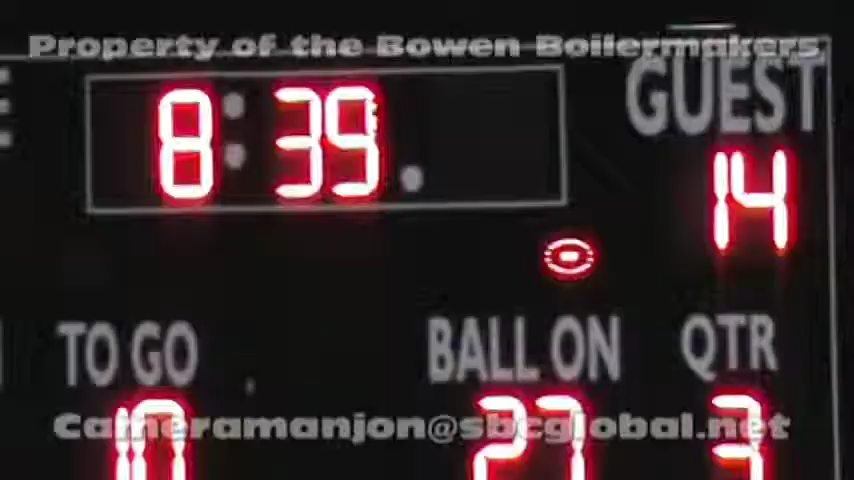 Property of the Bowen Boilermakers
GUEST
8:39
14
TO GO
BALL ON
QTR
10
27
3
Cameramanjon@sbcglobal.net